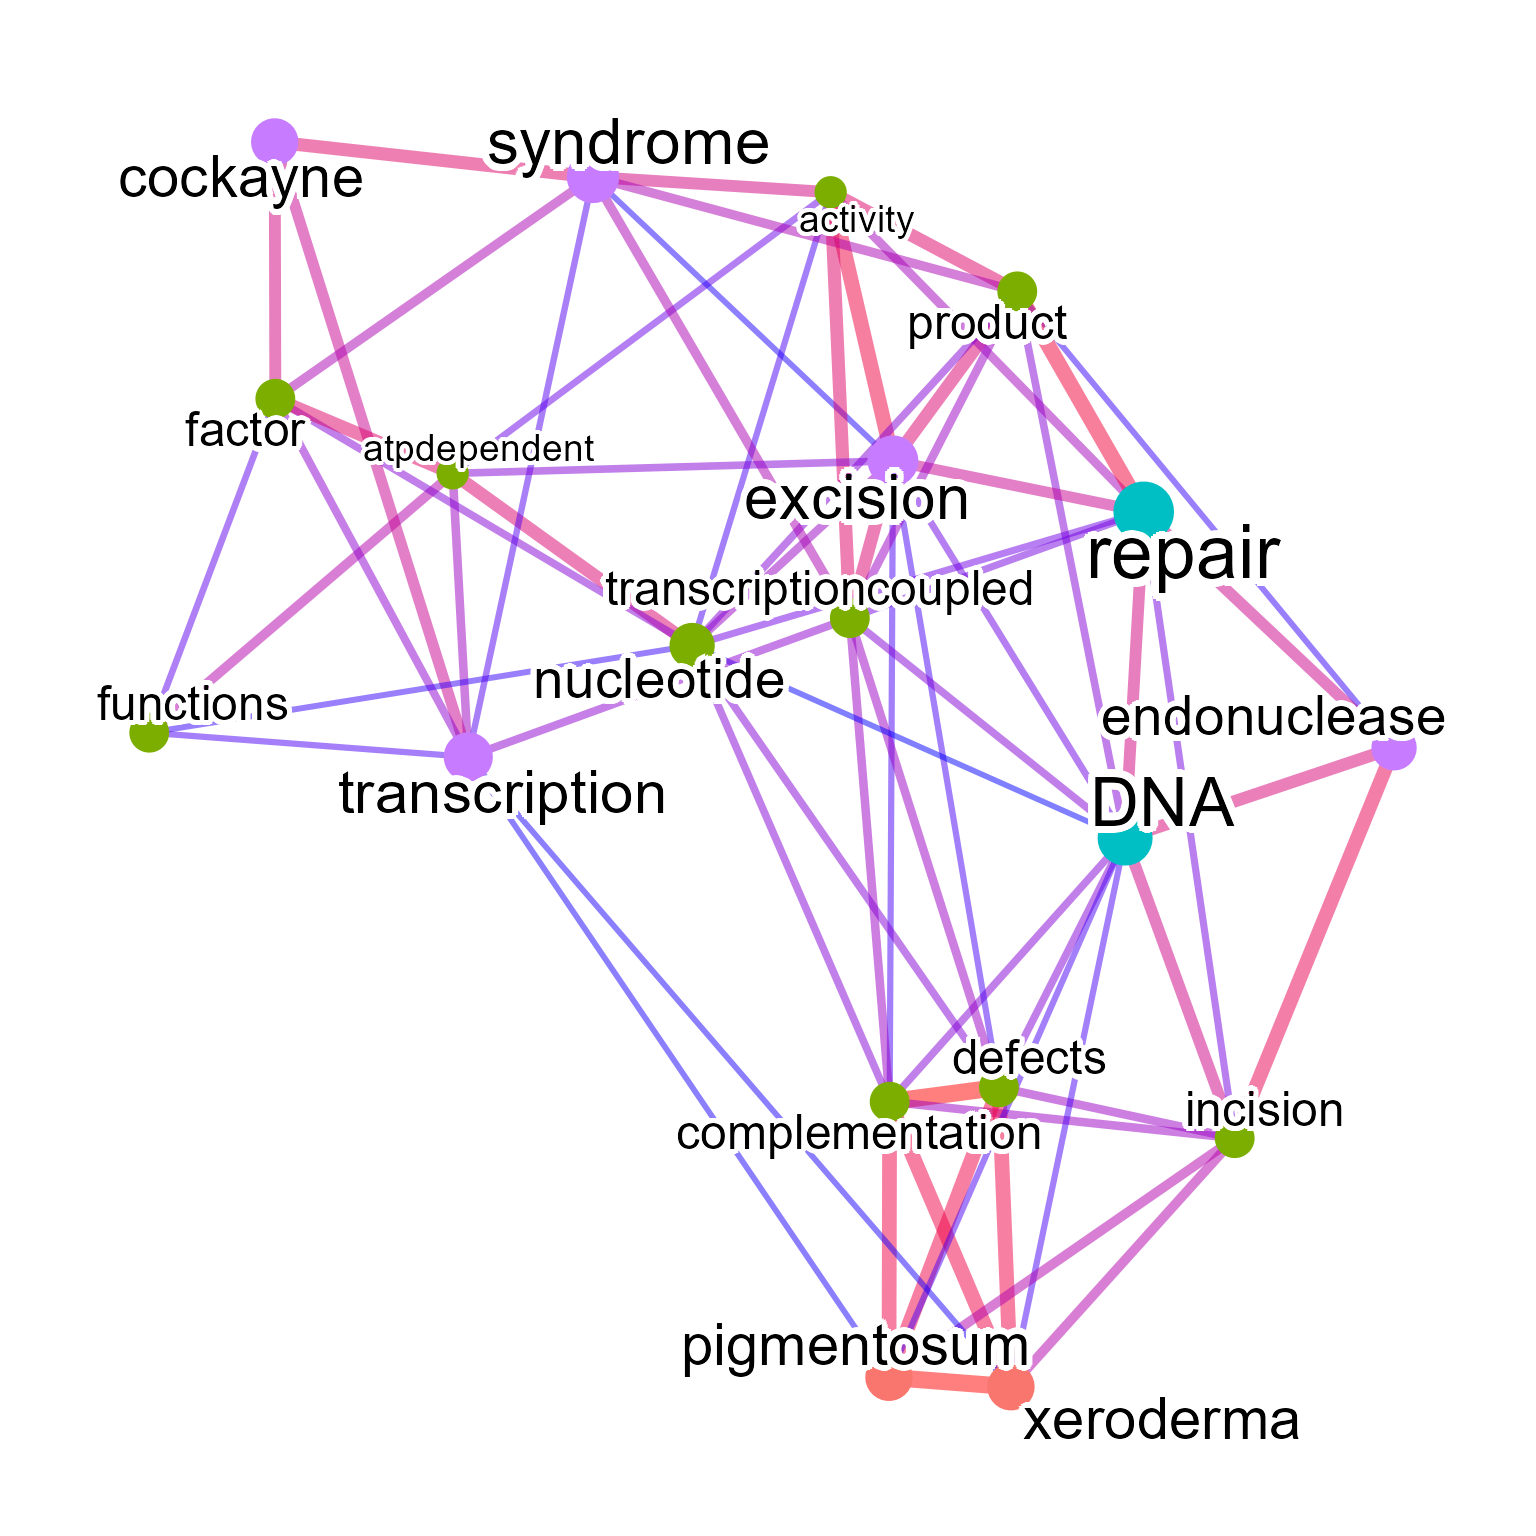 syndrome
cockayne
activity
product
factor
atpdependent
excision
repair
transcriptioncoupled
nucleotide
functions
endonuclease
transcription
DNA
defects
incision
complementation
pigmentosum
xeroderma